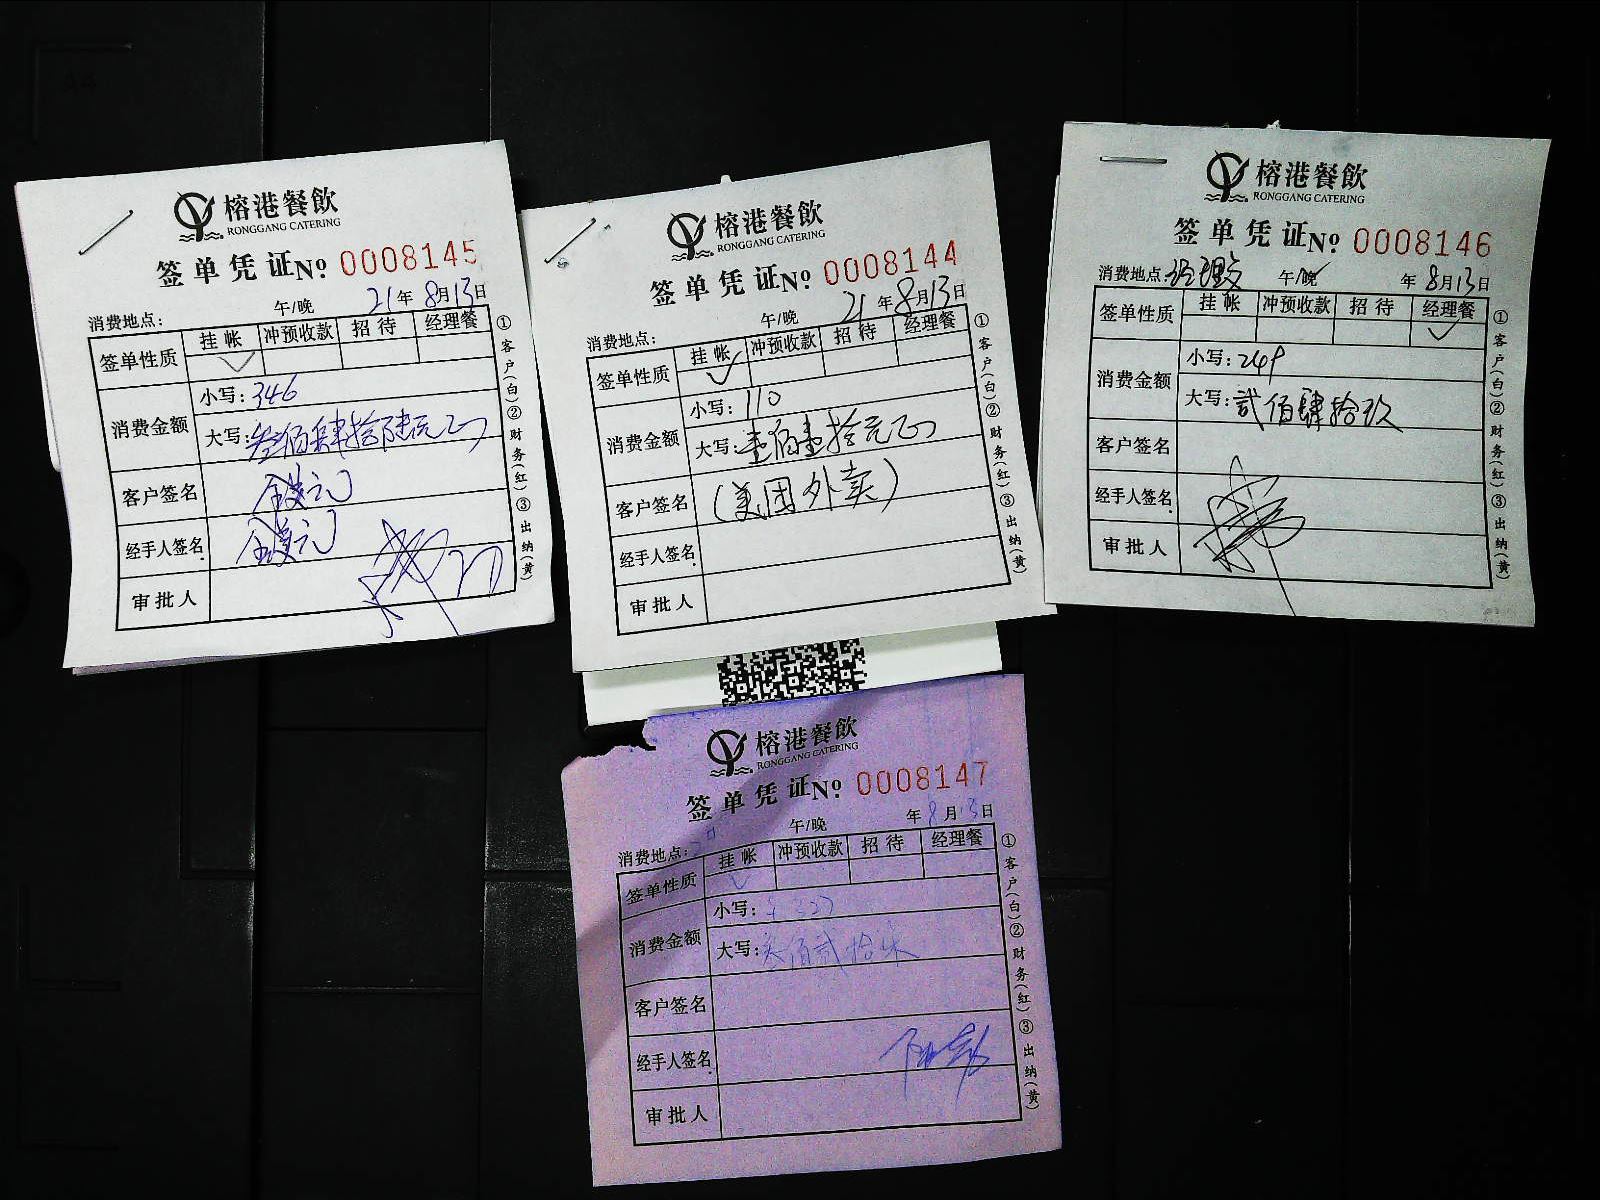 榕港餐飲
RONGGANG CATERING
签单凭证№ 0008145
21年8月13日
消费地点: 午/晚
签单性质 挂帐 冲预收款 招待 经理餐
消费金额 小写:346
大写:叁佰肆拾陆元正
客户签名
经手人签名
审批人
①客户(白)②财务(红)③出纳(黄)
榕港餐飲
RONGGANG CATERING
签单凭证№ 0008144
21年8月13日
消费地点: 午/晚
签单性质 挂帐 冲预收款 招待 经理餐
消费金额 小写:110
大写:壹佰壹拾元正
客户签名 (美团外卖)
经手人签名
审批人
①客户(白)②财务(红)③出纳(黄)
榕港餐飲
RONGGANG CATERING
签单凭证№ 0008146
消费地点:经理餐 午/晚 年8月13日
签单性质 挂帐 冲预收款 招待 经理餐
消费金额 小写:249
大写:贰佰肆拾玖
客户签名
经手人签名
审批人
①客户(白)②财务(红)③出纳(黄)
榕港餐飲
RONGGANG CATERING
签单凭证№ 0008147
年8月13日
消费地点: 午/晚
签单性质 挂帐 冲预收款 招待 经理餐
消费金额 小写:327
大写:叁佰贰拾柒
客户签名
经手人签名
审批人
①客户(白)②财务(红)③出纳(黄)